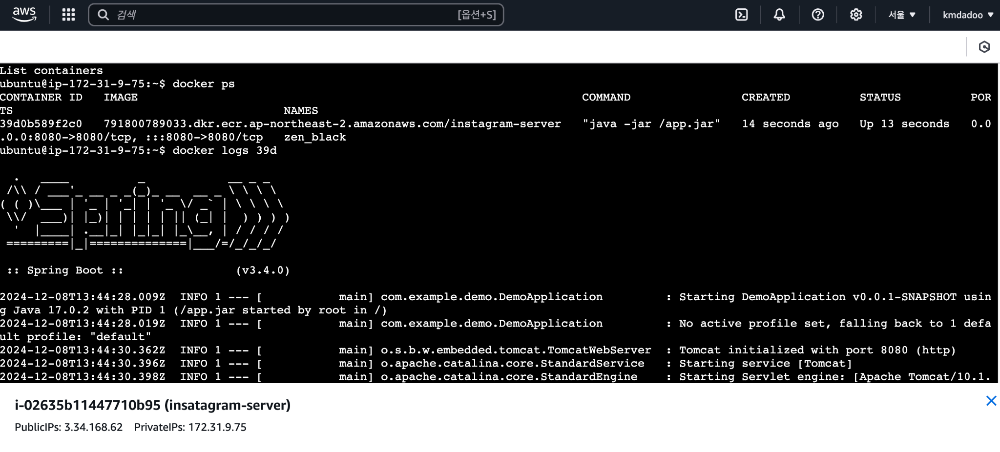 aws
검색 [옵션+S] 서울 ▼ kmdadoo ▼
List containers
ubuntu@ip-172-31-9-75:~$ docker ps
CONTAINER ID   IMAGE                                                                COMMAND                CREATED          STATUS          POR
TS                                       NAMES
39d0b589f2c0   791800789033.dkr.ecr.ap-northeast-2.amazonaws.com/instagram-server   "java -jar /app.jar"   14 seconds ago   Up 13 seconds   0.0
.0.0:8080->8080/tcp, :::8080->8080/tcp   zen_black
ubuntu@ip-172-31-9-75:~$ docker logs 39d

  .   ____          _            __ _ _
 /\\ / ___'_ __ _ _(_)_ __  __ _ \ \ \ \
( ( )\___ | '_ | '_| | '_ \/ _` | \ \ \ \
 \\/  ___)| |_)| | | | | || (_| |  ) ) ) )
  '  |____| .__|_| |_|_| |_\__, | / / / /
 =========|_|==============|___/=/_/_/_/

 :: Spring Boot ::                (v3.4.0)

2024-12-08T13:44:28.009Z  INFO 1 --- [           main] com.example.demo.DemoApplication         : Starting DemoApplication v0.0.1-SNAPSHOT usin
g Java 17.0.2 with PID 1 (/app.jar started by root in /)
2024-12-08T13:44:28.019Z  INFO 1 --- [           main] com.example.demo.DemoApplication         : No active profile set, falling back to 1 defa
ult profile: "default"
2024-12-08T13:44:30.362Z  INFO 1 --- [           main] o.s.b.w.embedded.tomcat.TomcatWebServer  : Tomcat initialized with port 8080 (http)
2024-12-08T13:44:30.396Z  INFO 1 --- [           main] o.apache.catalina.core.StandardService   : Starting service [Tomcat]
2024-12-08T13:44:30.398Z  INFO 1 --- [           main] o.apache.catalina.core.StandardEngine    : Starting Servlet engine: [Apache Tomcat/10.1.
i-02635b11447710b95 (insatagram-server)
PublicIPs: 3.34.168.62 PrivateIPs: 172.31.9.75